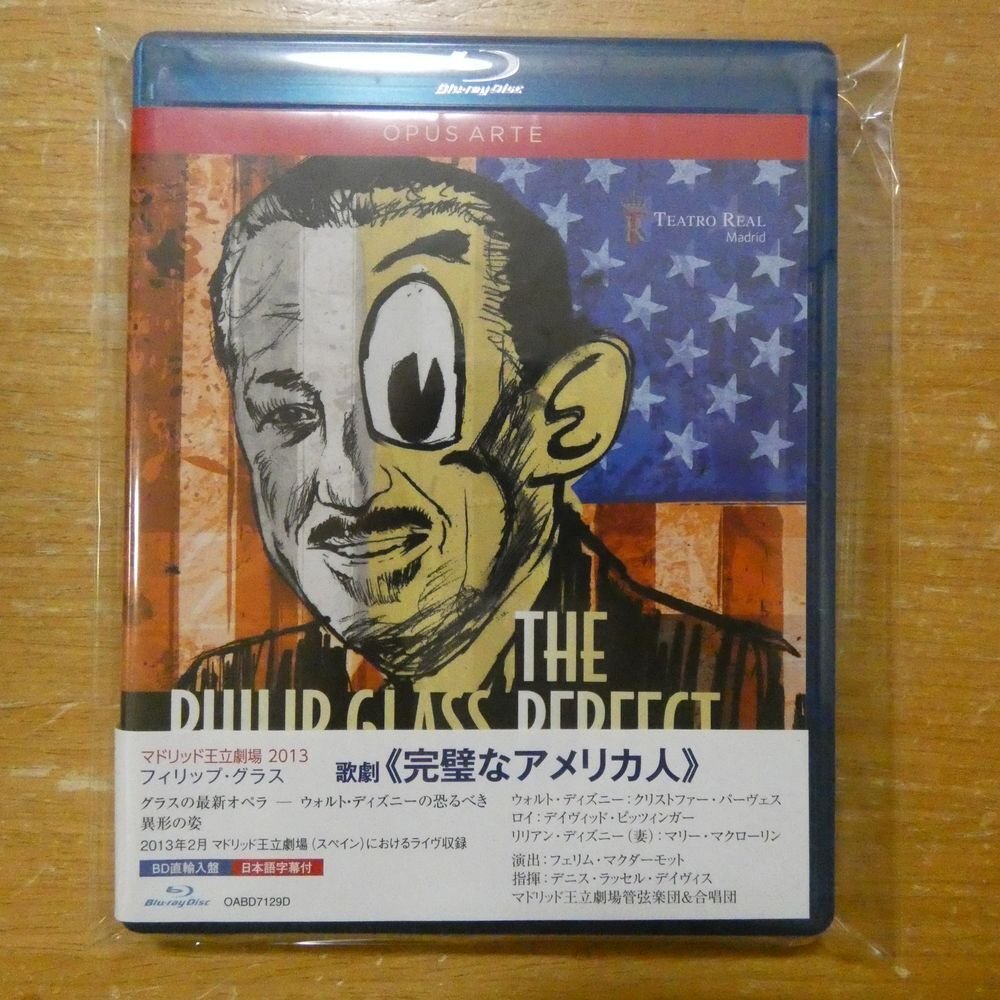 Blu-ray Disc
OPUS ARTE
TEATRO REAL
Madrid
THE
PHILIP GLASS PERFECT
マドリッド王立劇場 2013
フィリップ・グラス
歌劇《完璧なアメリカ人》
グラスの最新オペラ ― ウォルト・ディズニーの恐るべき
異形の姿
2013年2月 マドリッド王立劇場(スペイン)におけるライヴ収録
BD直輸入盤 日本語字幕付
Blu-ray Disc OABD7129D
ウォルト・ディズニー:クリストファー・パーヴェス
ロイ:デイヴィッド・ピッツィンガー
リリアン・ディズニー(妻):マリー・マクローリン
演出:フェリム・マクダーモット
指揮:デニス・ラッセル・デイヴィス
マドリッド王立劇場管弦楽団&合唱団